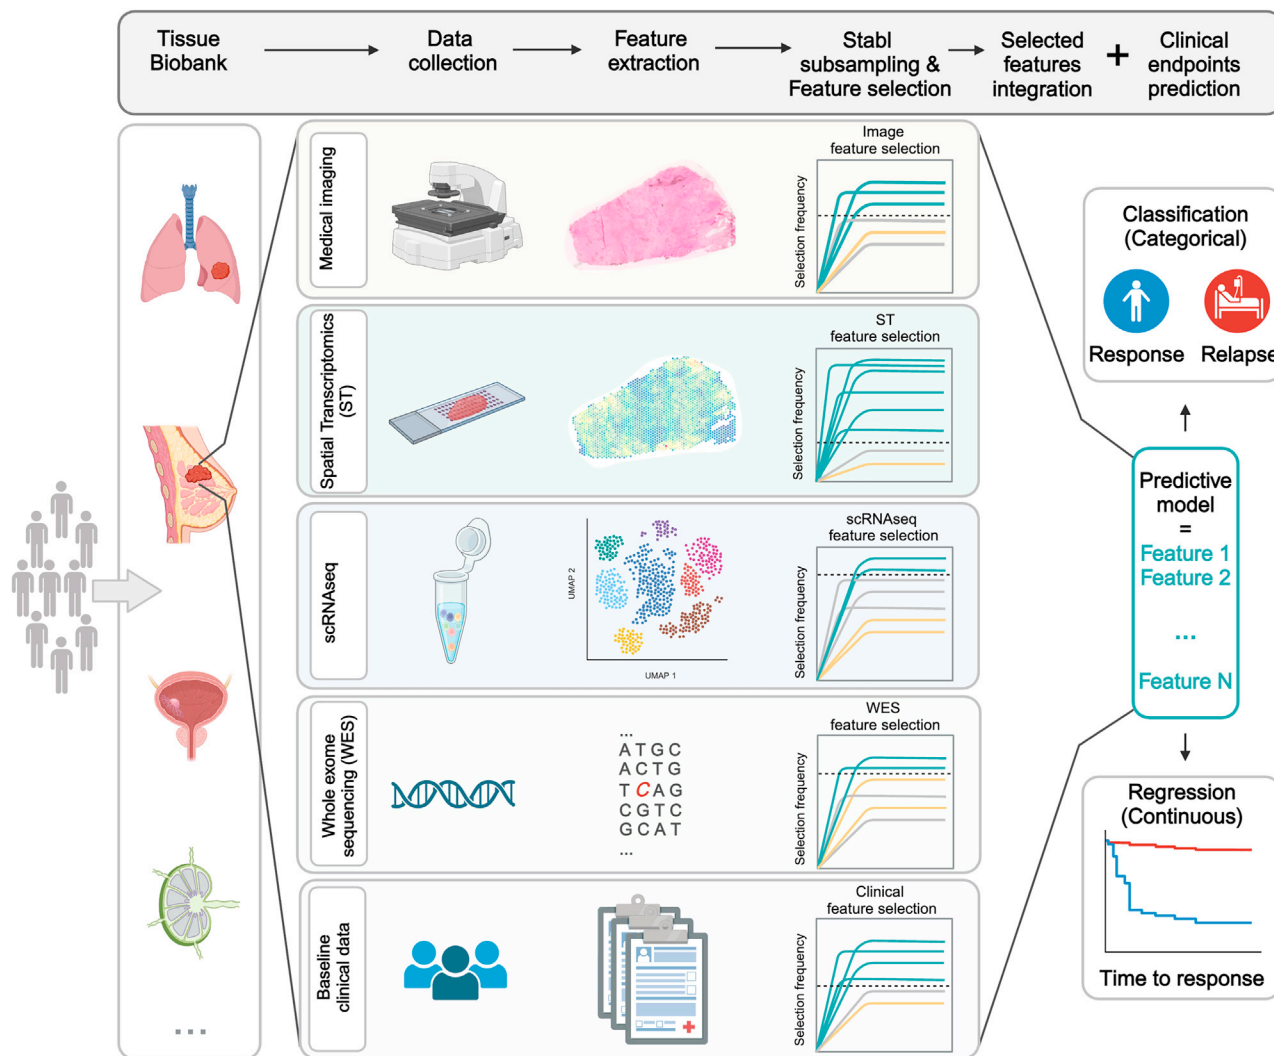 Tissue
Biobank
Data
collection
Feature
extraction
Stabl
subsampling &
Feature selection
Selected
features
integration
+
Clinical
endpoints
prediction
Medical imaging
Image
feature selection
Selection frequency
Spatial Transcriptomics
(ST)
ST
feature selection
Selection frequency
scRNAseq
UMAP 2
UMAP 1
scRNAseq
feature selection
Selection frequency
Whole exome
sequencing (WES)
...
A T G C
A C T G
T C A G
C G T C
G C A T
...
WES
feature selection
Selection frequency
Baseline
clinical data
Clinical
feature selection
Selection frequency
...
Classification
(Categorical)
Response
Relapse
Predictive
model
=
Feature 1
Feature 2
...
Feature N
Regression
(Continuous)
Time to response